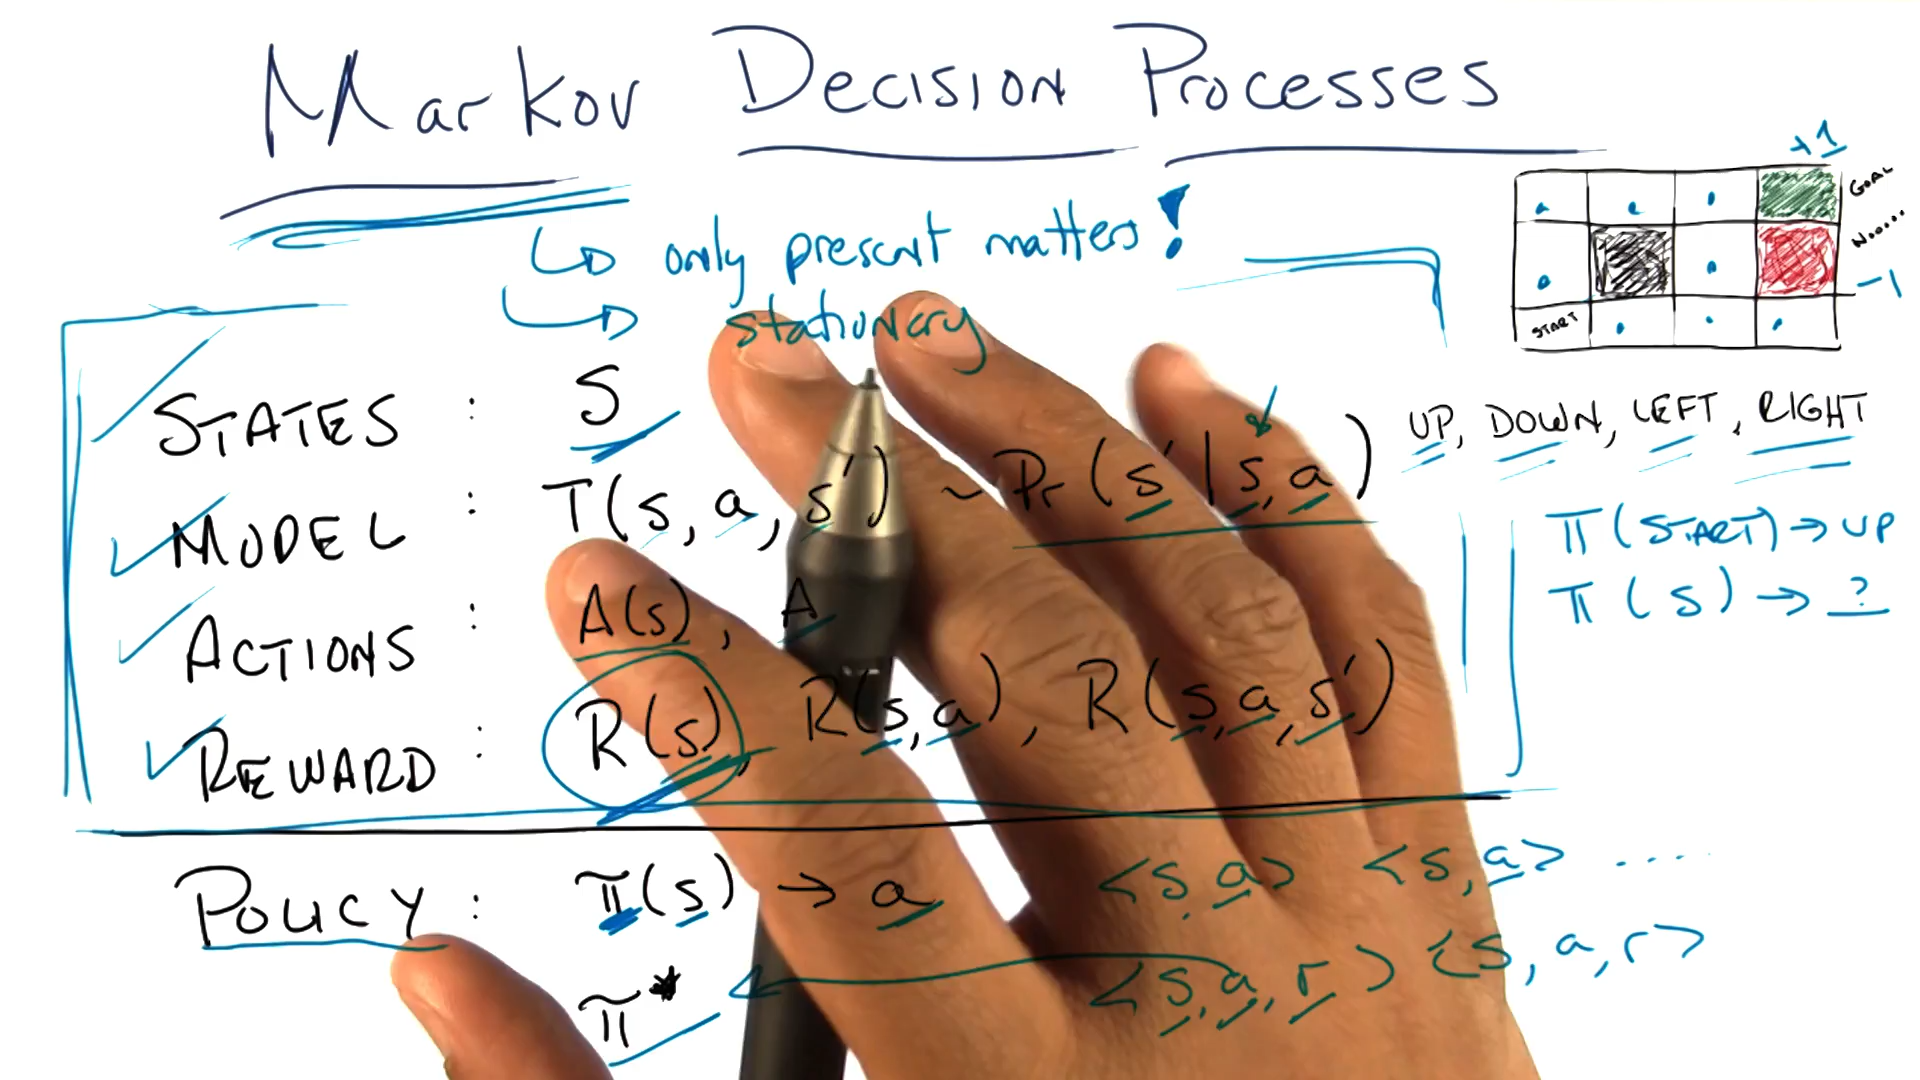 Markov Decision Processes
↳ only present matters!
↳ stationary
STATES : S
MODEL : T(s, a, s') ~ Pr(s' | s, a)
ACTIONS : A(s), A
REWARD : R(s), R(s,a), R(s,a,s')
POLICY : π(s) → a
π*
<s,a> <s,a> ....
<s,a,r> <s,a,r>
+1
GOAL
N.....
-1
START
UP, DOWN, LEFT, RIGHT
π(START) → UP
π(s) → ?